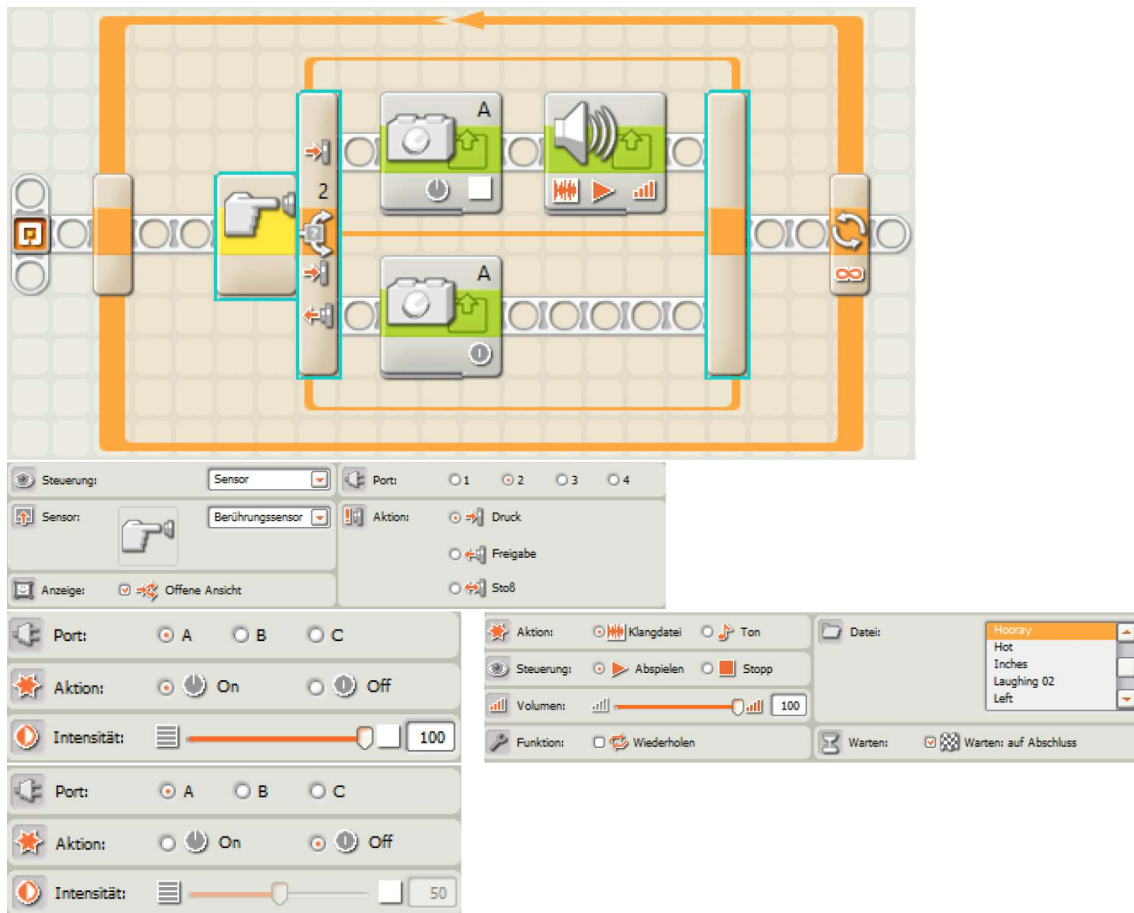 A
2
A
Steuerung: Sensor Port: 1 2 3 4
Sensor: Berührungssensor Aktion: Druck
Freigabe
Anzeige: Offene Ansicht Stoß
Port: A B C
Aktion: On Off
Intensität: 100
Aktion: Klangdatei Ton Datei: Hooray
Hot
Steuerung: Abspielen Stopp Inches
Laughing 02
Volumen: 100 Left
Funktion: Wiederholen Warten: Warten: auf Abschluss
Port: A B C
Aktion: On Off
Intensität: 50